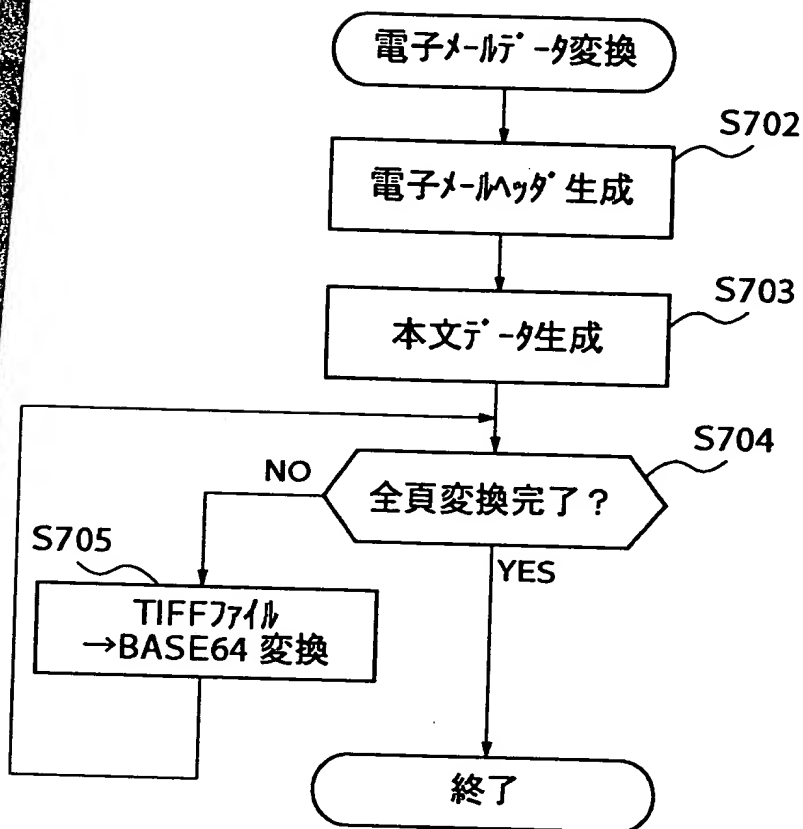 電子ﾒｰﾙﾃﾞｰﾀ変換
S702
電子ﾒｰﾙﾍｯﾀﾞ生成
S703
本文ﾃﾞｰﾀ生成
S704
NO
全頁変換完了？
S705
YES
TIFFﾌｧｲﾙ
→BASE64 変換
終了